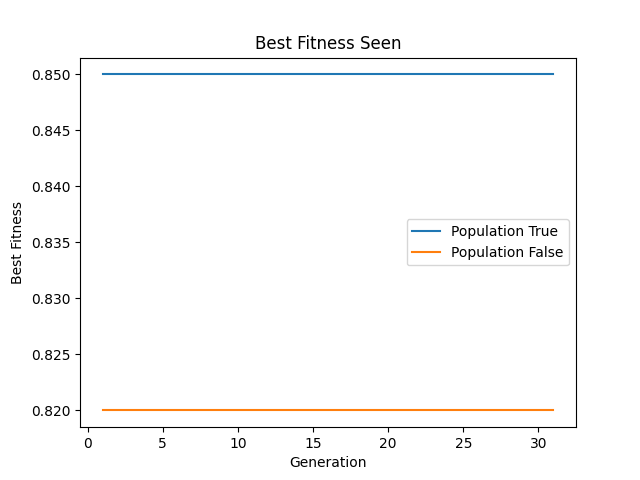 Best Fitness Seen
Best Fitness
0.850
0.845
0.840
0.835
0.830
0.825
0.820
Population True
Population False
0 5 10 15 20 25 30
Generation